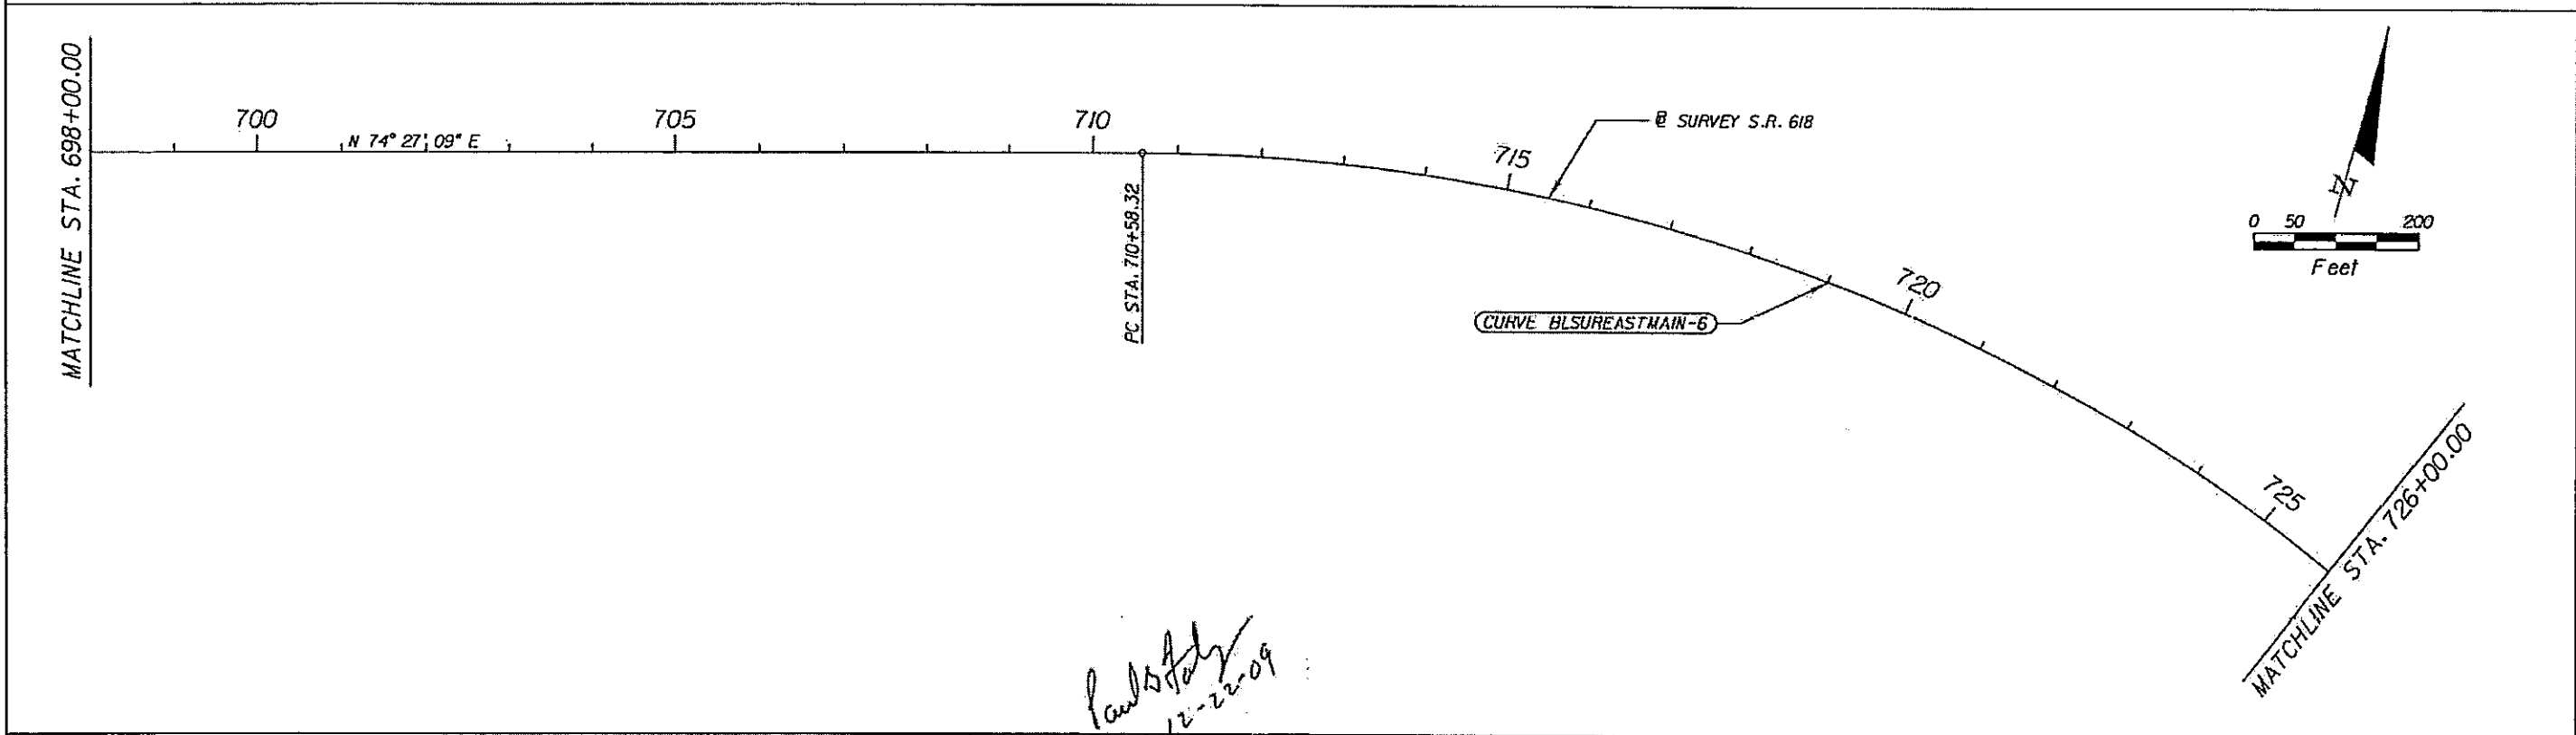 MATCHLINE STA. 698+00.00
700
705
710
N 74° 27' 09" E
PC STA. 710+58.32
715
SURVEY S.R. 618
CURVE BLSUREASTMAIN-6
720
725
MATCHLINE STA. 726+00.00
N
0 50 200
Feet
Paul
12-22-09